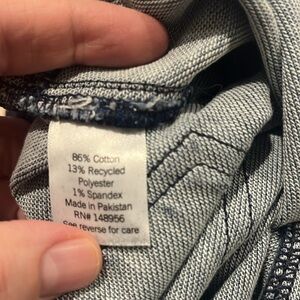 86% Cotton
13% Recycled
Polyester
1% Spandex
Made in Pakistan
RN# 148956
See reverse for care